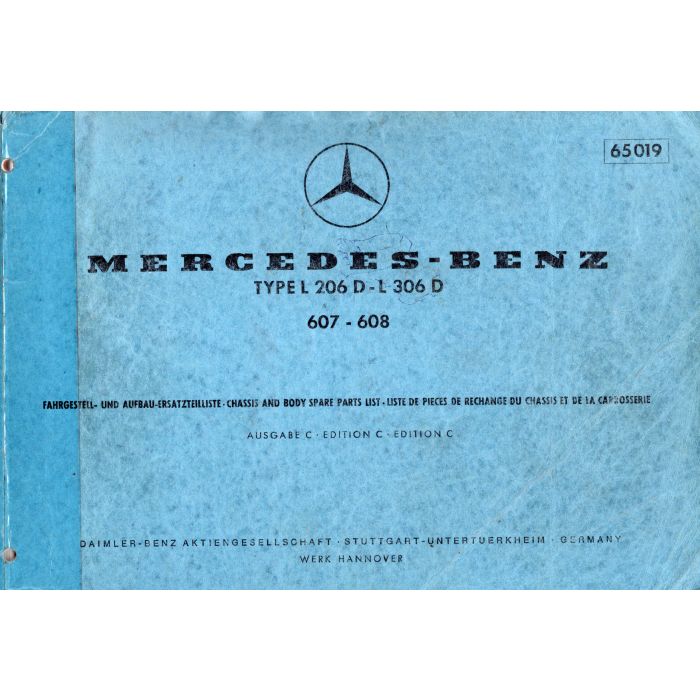 65019
MERCEDES-BENZ
TYPE L 206 D - L 306 D
607 - 608
FAHRGESTELL- UND AUFBAU-ERSATZTEILLISTE · CHASSIS AND BODY SPARE PARTS LIST · LISTE DE PIECES DE RECHANGE DU CHASSIS ET DE LA CARROSSERIE
AUSGABE C · EDITION C · EDITION C
DAIMLER-BENZ AKTIENGESELLSCHAFT · STUTTGART-UNTERTUERKHEIM · GERMANY
WERK HANNOVER